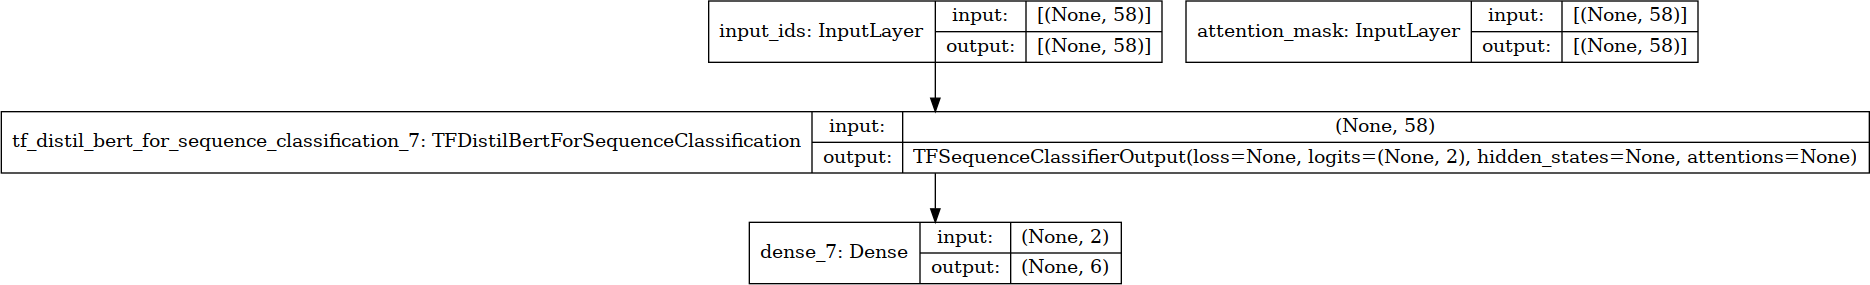 input_ids: InputLayer
input: [(None, 58)]
output: [(None, 58)]
attention_mask: InputLayer
input: [(None, 58)]
output: [(None, 58)]
tf_distil_bert_for_sequence_classification_7: TFDistilBertForSequenceClassification
input: (None, 58)
output: TFSequenceClassifierOutput(loss=None, logits=(None, 2), hidden_states=None, attentions=None)
dense_7: Dense
input: (None, 2)
output: (None, 6)